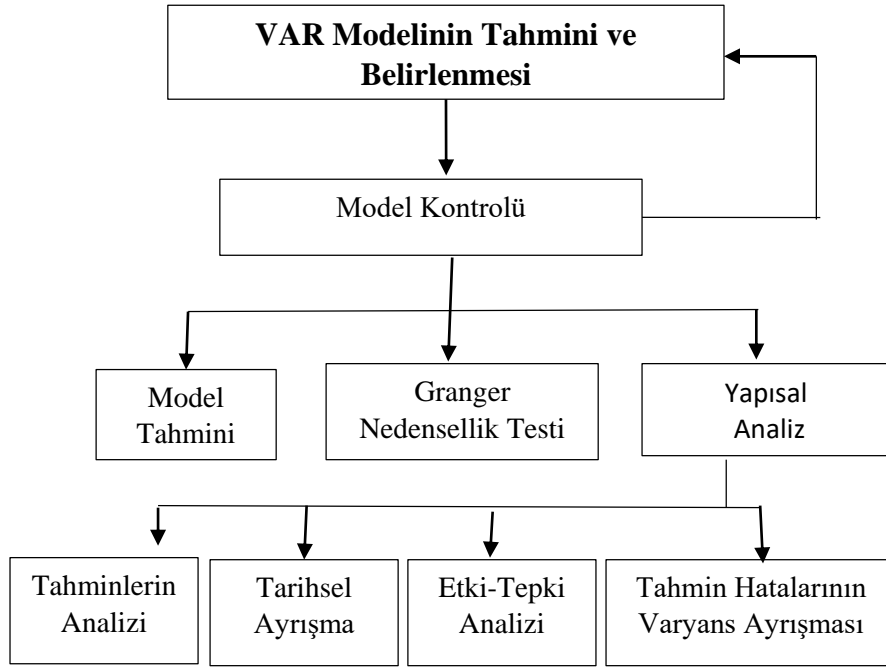 VAR Modelinin Tahmini ve
Belirlenmesi
Model Kontrolü
Model
Tahmini
Granger
Nedensellik Testi
Yapısal
Analiz
Tahminlerin
Analizi
Tarihsel
Ayrışma
Etki-Tepki
Analizi
Tahmin Hatalarının
Varyans Ayrışması